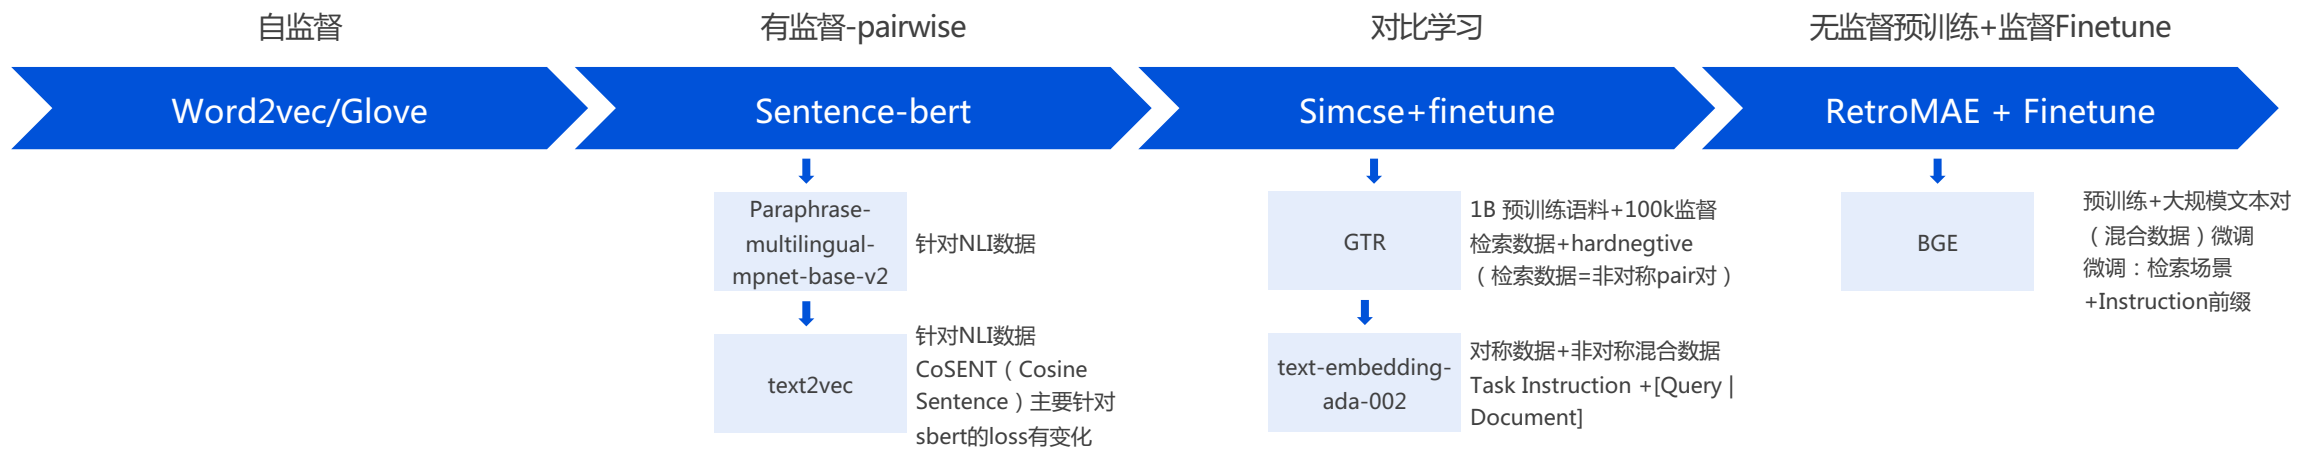 自监督
有监督-pairwise
对比学习
无监督预训练+监督Finetune
Word2vec/Glove
Sentence-bert
Simcse+finetune
RetroMAE + Finetune
Paraphrase-
multilingual-
mpnet-base-v2
针对NLI数据
text2vec
针对NLI数据
CoSENT（Cosine
Sentence）主要针对
sbert的loss有变化
GTR
1B 预训练语料+100k监督
检索数据+hardnegtive
（检索数据=非对称pair对）
text-embedding-
ada-002
对称数据+非对称混合数据
Task Instruction +[Query |
Document]
BGE
预训练+大规模文本对
（混合数据）微调
微调：检索场景
+Instruction前缀